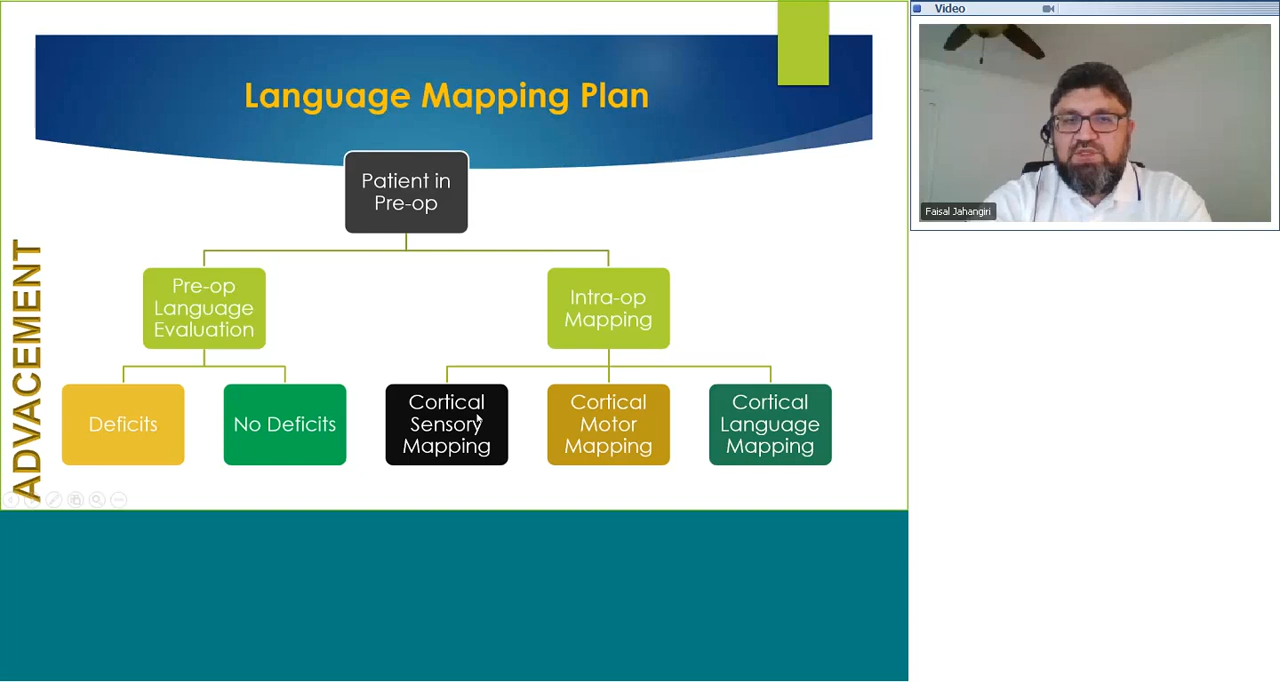 Language Mapping Plan
Patient in
Pre-op
Pre-op
Language
Evaluation
Intra-op
Mapping
Deficits
No Deficits
Cortical
Sensory
Mapping
Cortical
Motor
Mapping
Cortical
Language
Mapping
ADVACEMENT
Video
Faisal Jahangiri